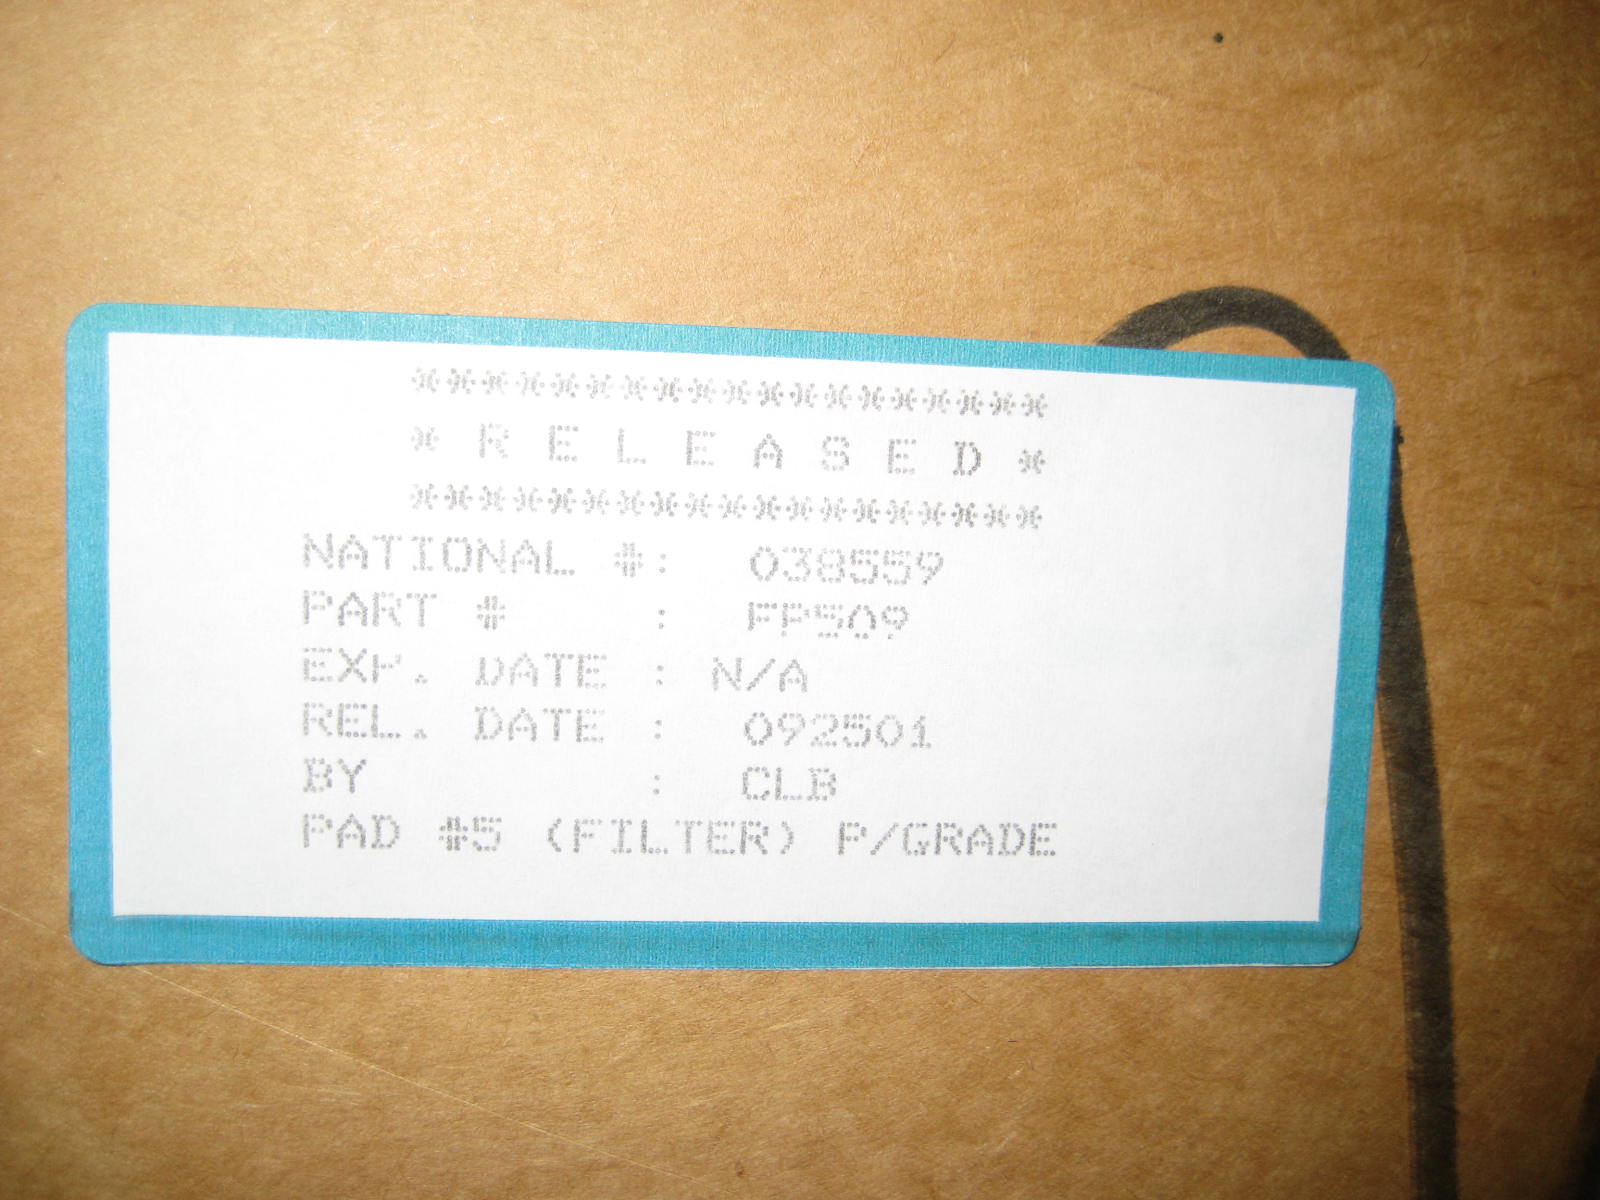 *******************
* R E L E A S E D *
*******************
NATIONAL #: 038559
PART # : FP509
EXP. DATE : N/A
REL. DATE : 092501
BY : CLB
PAD #5 (FILTER) P/GRADE